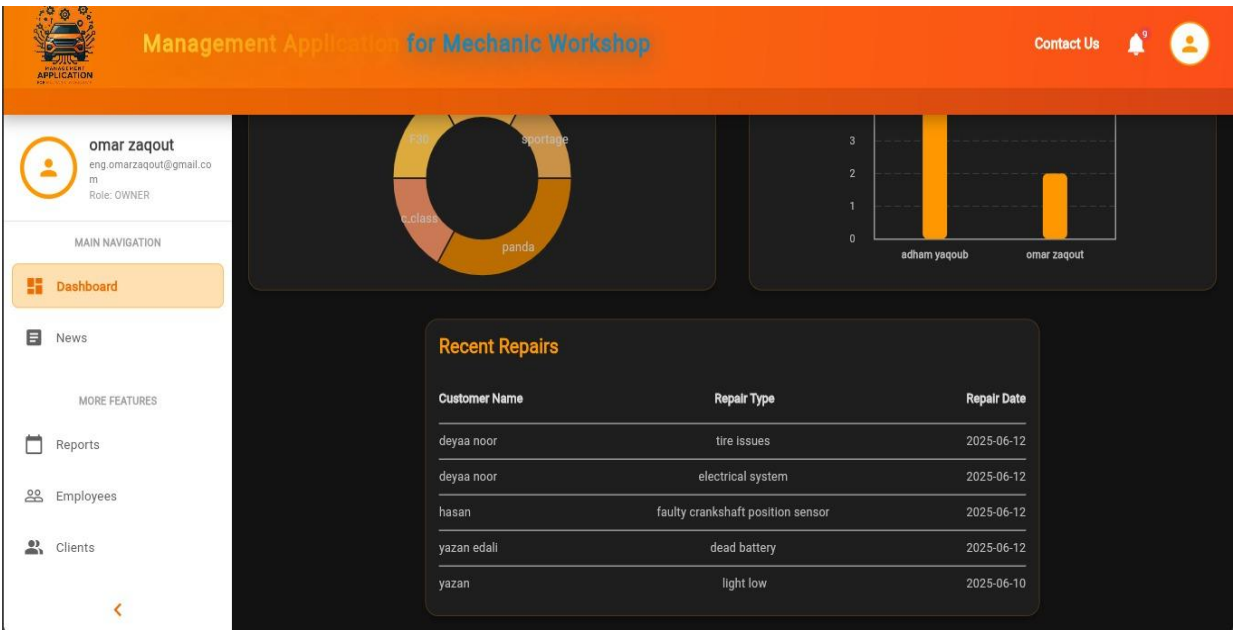 Management Application for Mechanic Workshop
Contact Us
9
MANAGEMENT
APPLICATION
omar zaqout
eng.omarzaqout@gmail.co
m
Role: OWNER
MAIN NAVIGATION
Dashboard
News
MORE FEATURES
Reports
Employees
Clients
F80
sportage
c_class
panda
3
2
1
0
adham yaqoub
omar zaqout
Recent Repairs
Customer Name Repair Type Repair Date
deyaa noor tire issues 2025-06-12
deyaa noor electrical system 2025-06-12
hasan faulty crankshaft position sensor 2025-06-12
yazan edali dead battery 2025-06-12
yazan light low 2025-06-10